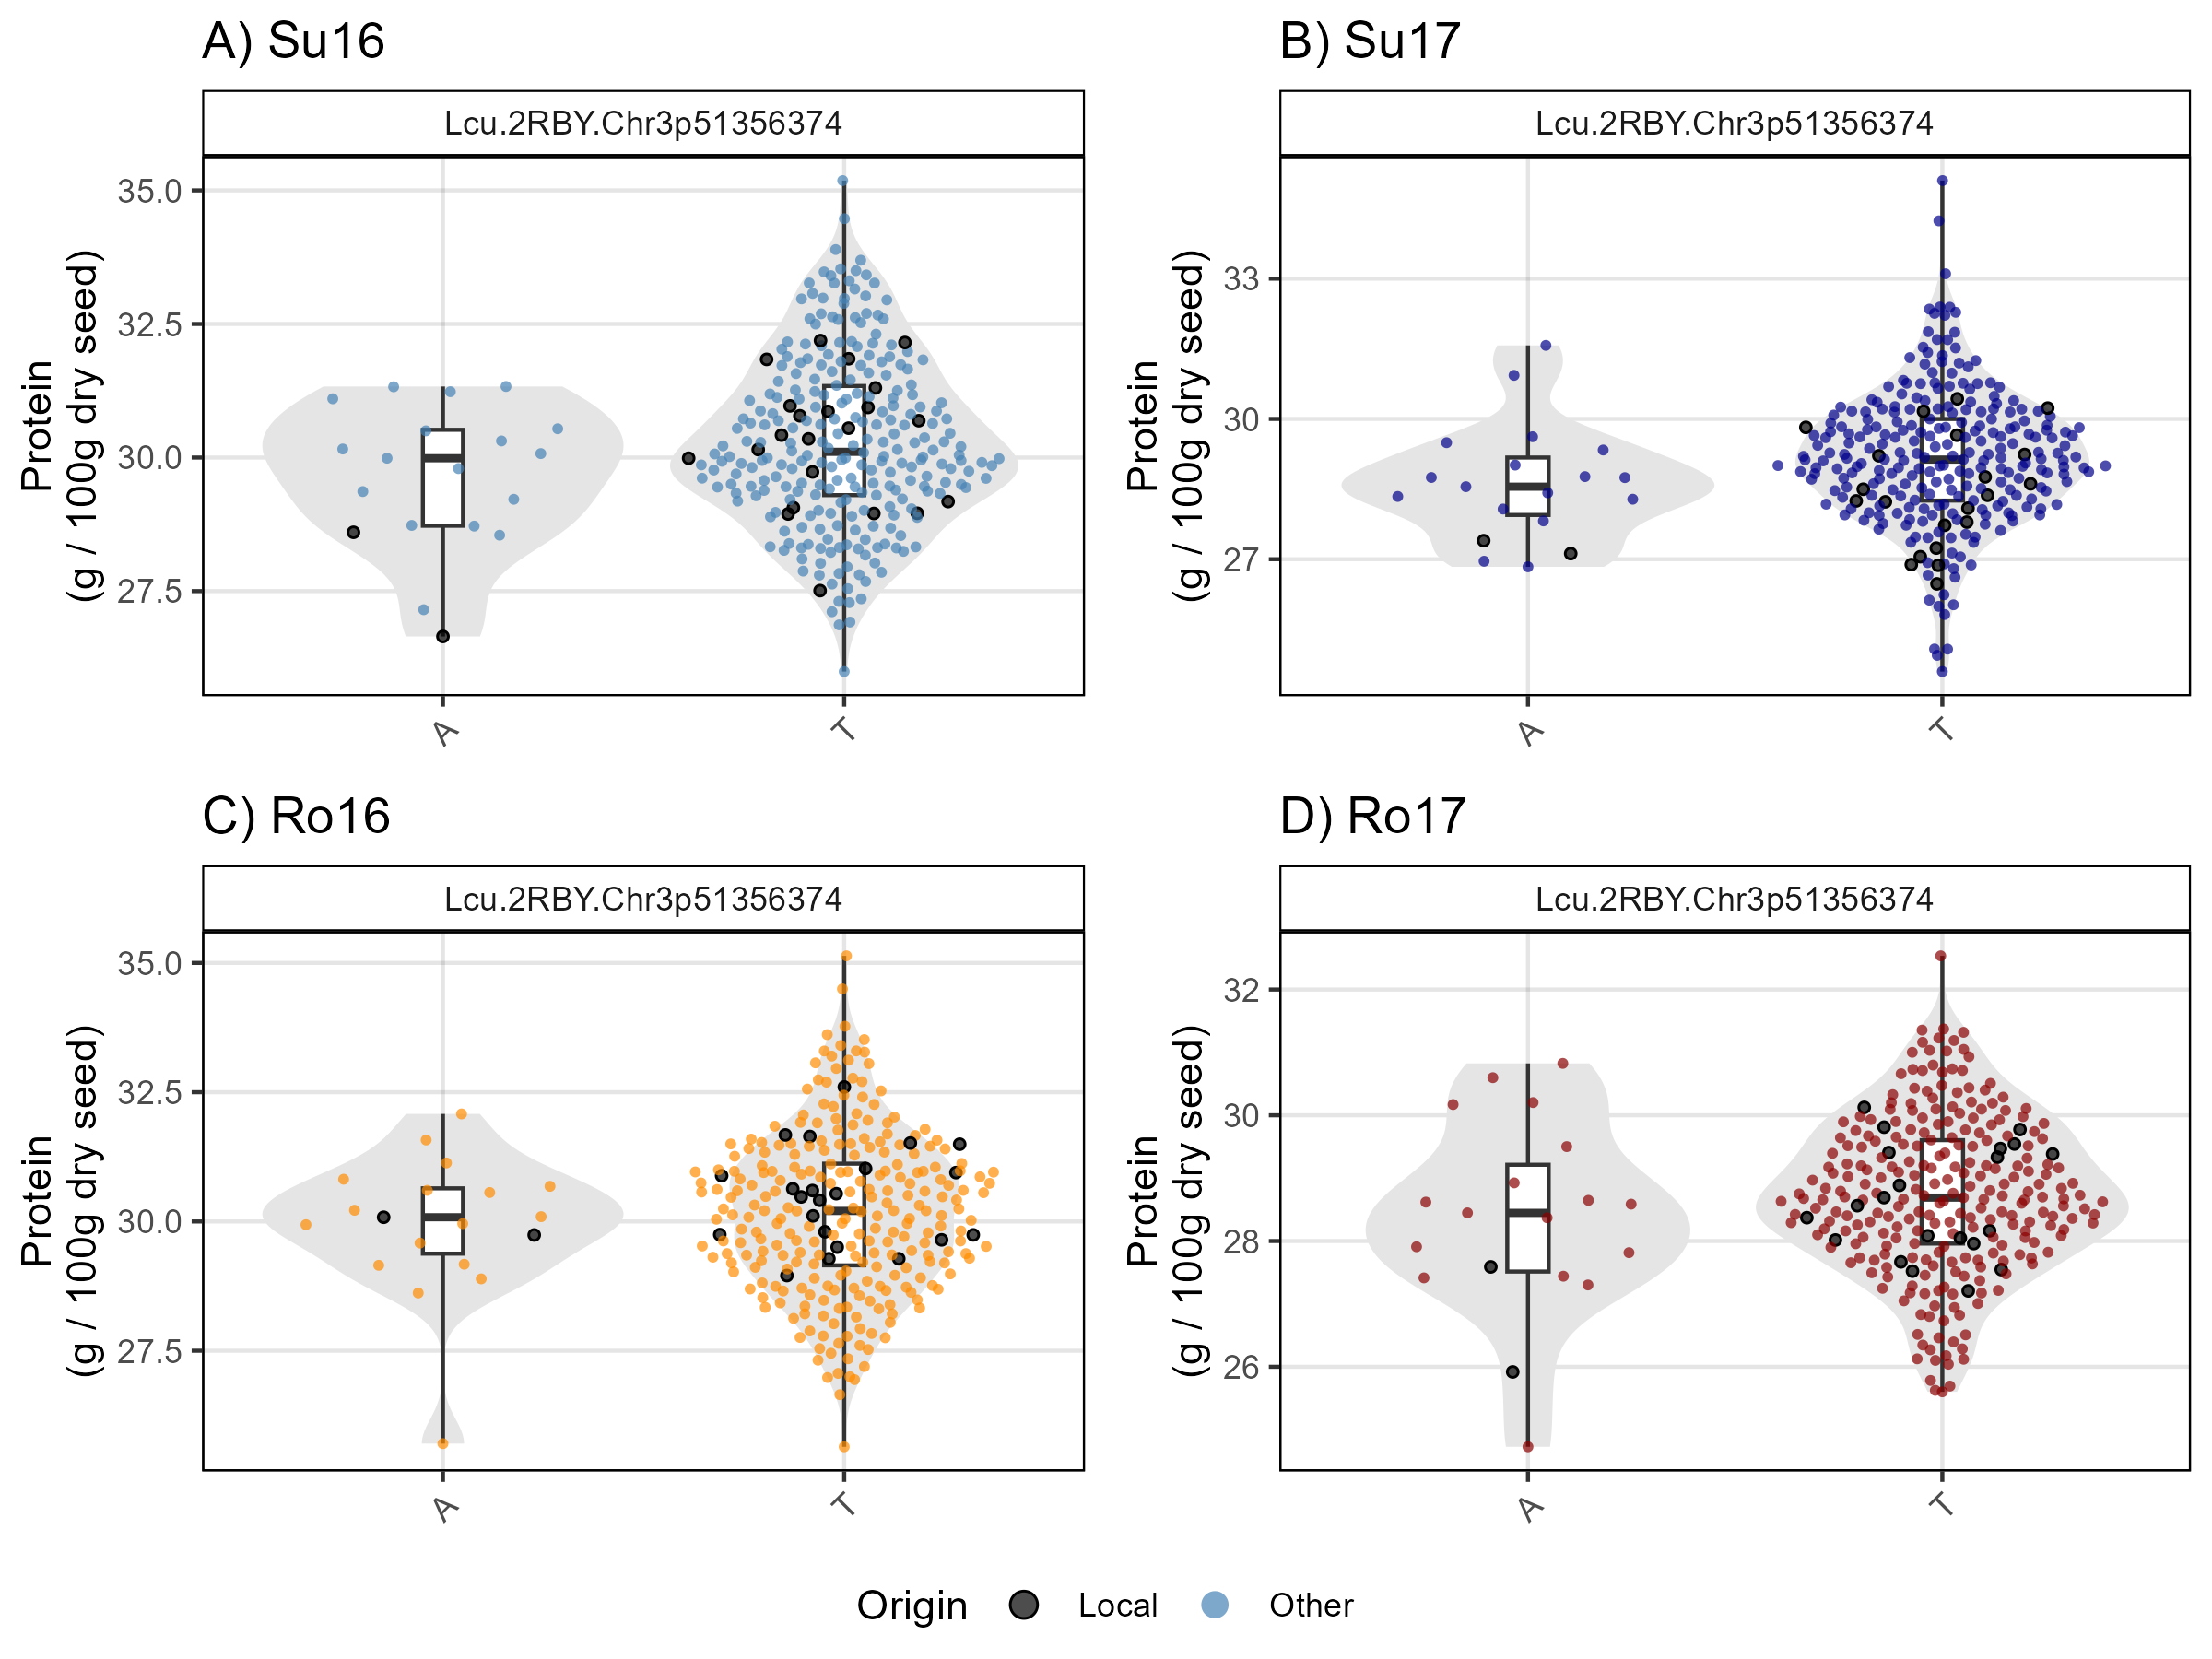 A) Su16
Lcu.2RBY.Chr3p51356374
Protein
(g / 100g dry seed)
35.0
32.5
30.0
27.5
A
T
B) Su17
Lcu.2RBY.Chr3p51356374
Protein
(g / 100g dry seed)
33
30
27
A
T
C) Ro16
Lcu.2RBY.Chr3p51356374
Protein
(g / 100g dry seed)
35.0
32.5
30.0
27.5
A
T
D) Ro17
Lcu.2RBY.Chr3p51356374
Protein
(g / 100g dry seed)
32
30
28
26
A
T
Origin Local Other